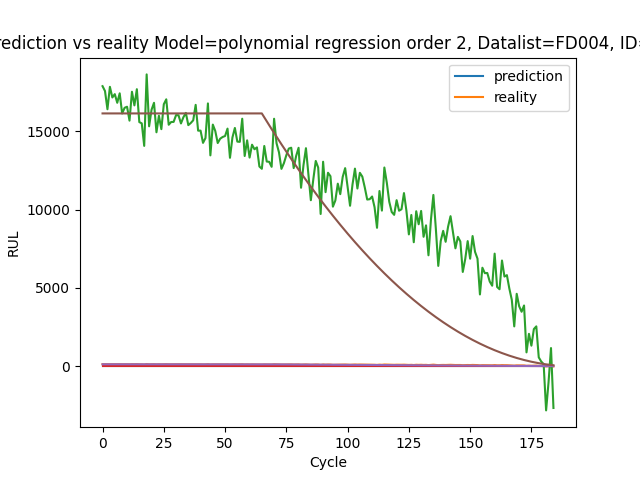 rediction vs reality Model=polynomial regression order 2, Datalist=FD004, ID=
prediction
reality
15000
10000
5000
0
RUL
0 25 50 75 100 125 150 175
Cycle